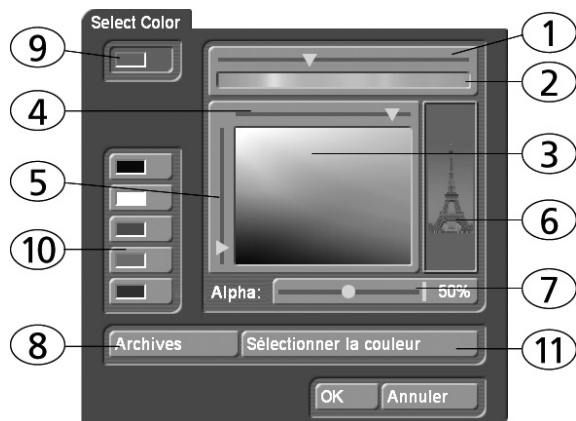 Select Color
1
9
2
4
3
5
6
10
Alpha:
50%
7
8
Archives
Sélectionner la couleur
11
OK
Annuler